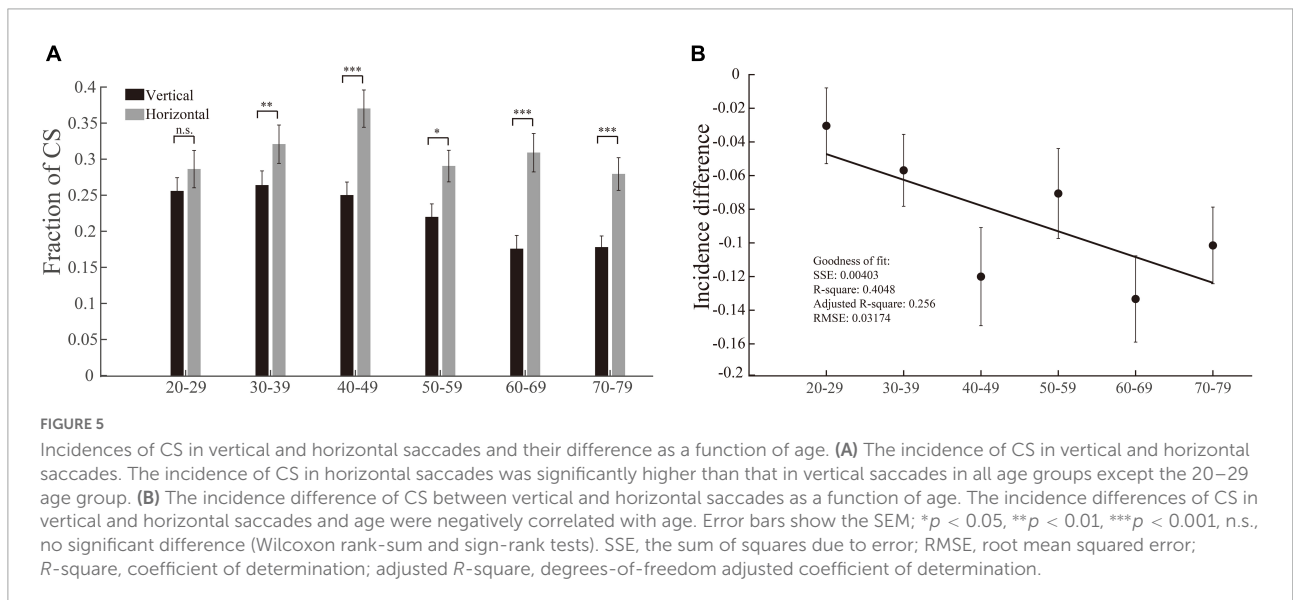 A
Fraction of CS
0.4
0.35
0.3
0.25
0.2
0.15
0.1
0.05
0
Vertical
Horizontal
n.s.
**
***
*
***
***
20-29
30-39
40-49
50-59
60-69
70-79
B
Incidence difference
0
-0.02
-0.04
-0.06
-0.08
-0.1
-0.12
-0.14
-0.16
-0.2
Goodness of fit:
SSE: 0.00403
R-square: 0.4048
Adjusted R-square: 0.256
RMSE: 0.03174
20-29
30-39
40-49
50-59
60-69
70-79
FIGURE 5
Incidences of CS in vertical and horizontal saccades and their difference as a function of age. (A) The incidence of CS in vertical and horizontal
saccades. The incidence of CS in horizontal saccades was significantly higher than that in vertical saccades in all age groups except the 20–29
age group. (B) The incidence difference of CS between vertical and horizontal saccades as a function of age. The incidence differences of CS in
vertical and horizontal saccades and age were negatively correlated with age. Error bars show the SEM; *p < 0.05, **p < 0.01, ***p < 0.001, n.s.,
no significant difference (Wilcoxon rank-sum and sign-rank tests). SSE, the sum of squares due to error; RMSE, root mean squared error;
R-square, coefficient of determination; adjusted R-square, degrees-of-freedom adjusted coefficient of determination.